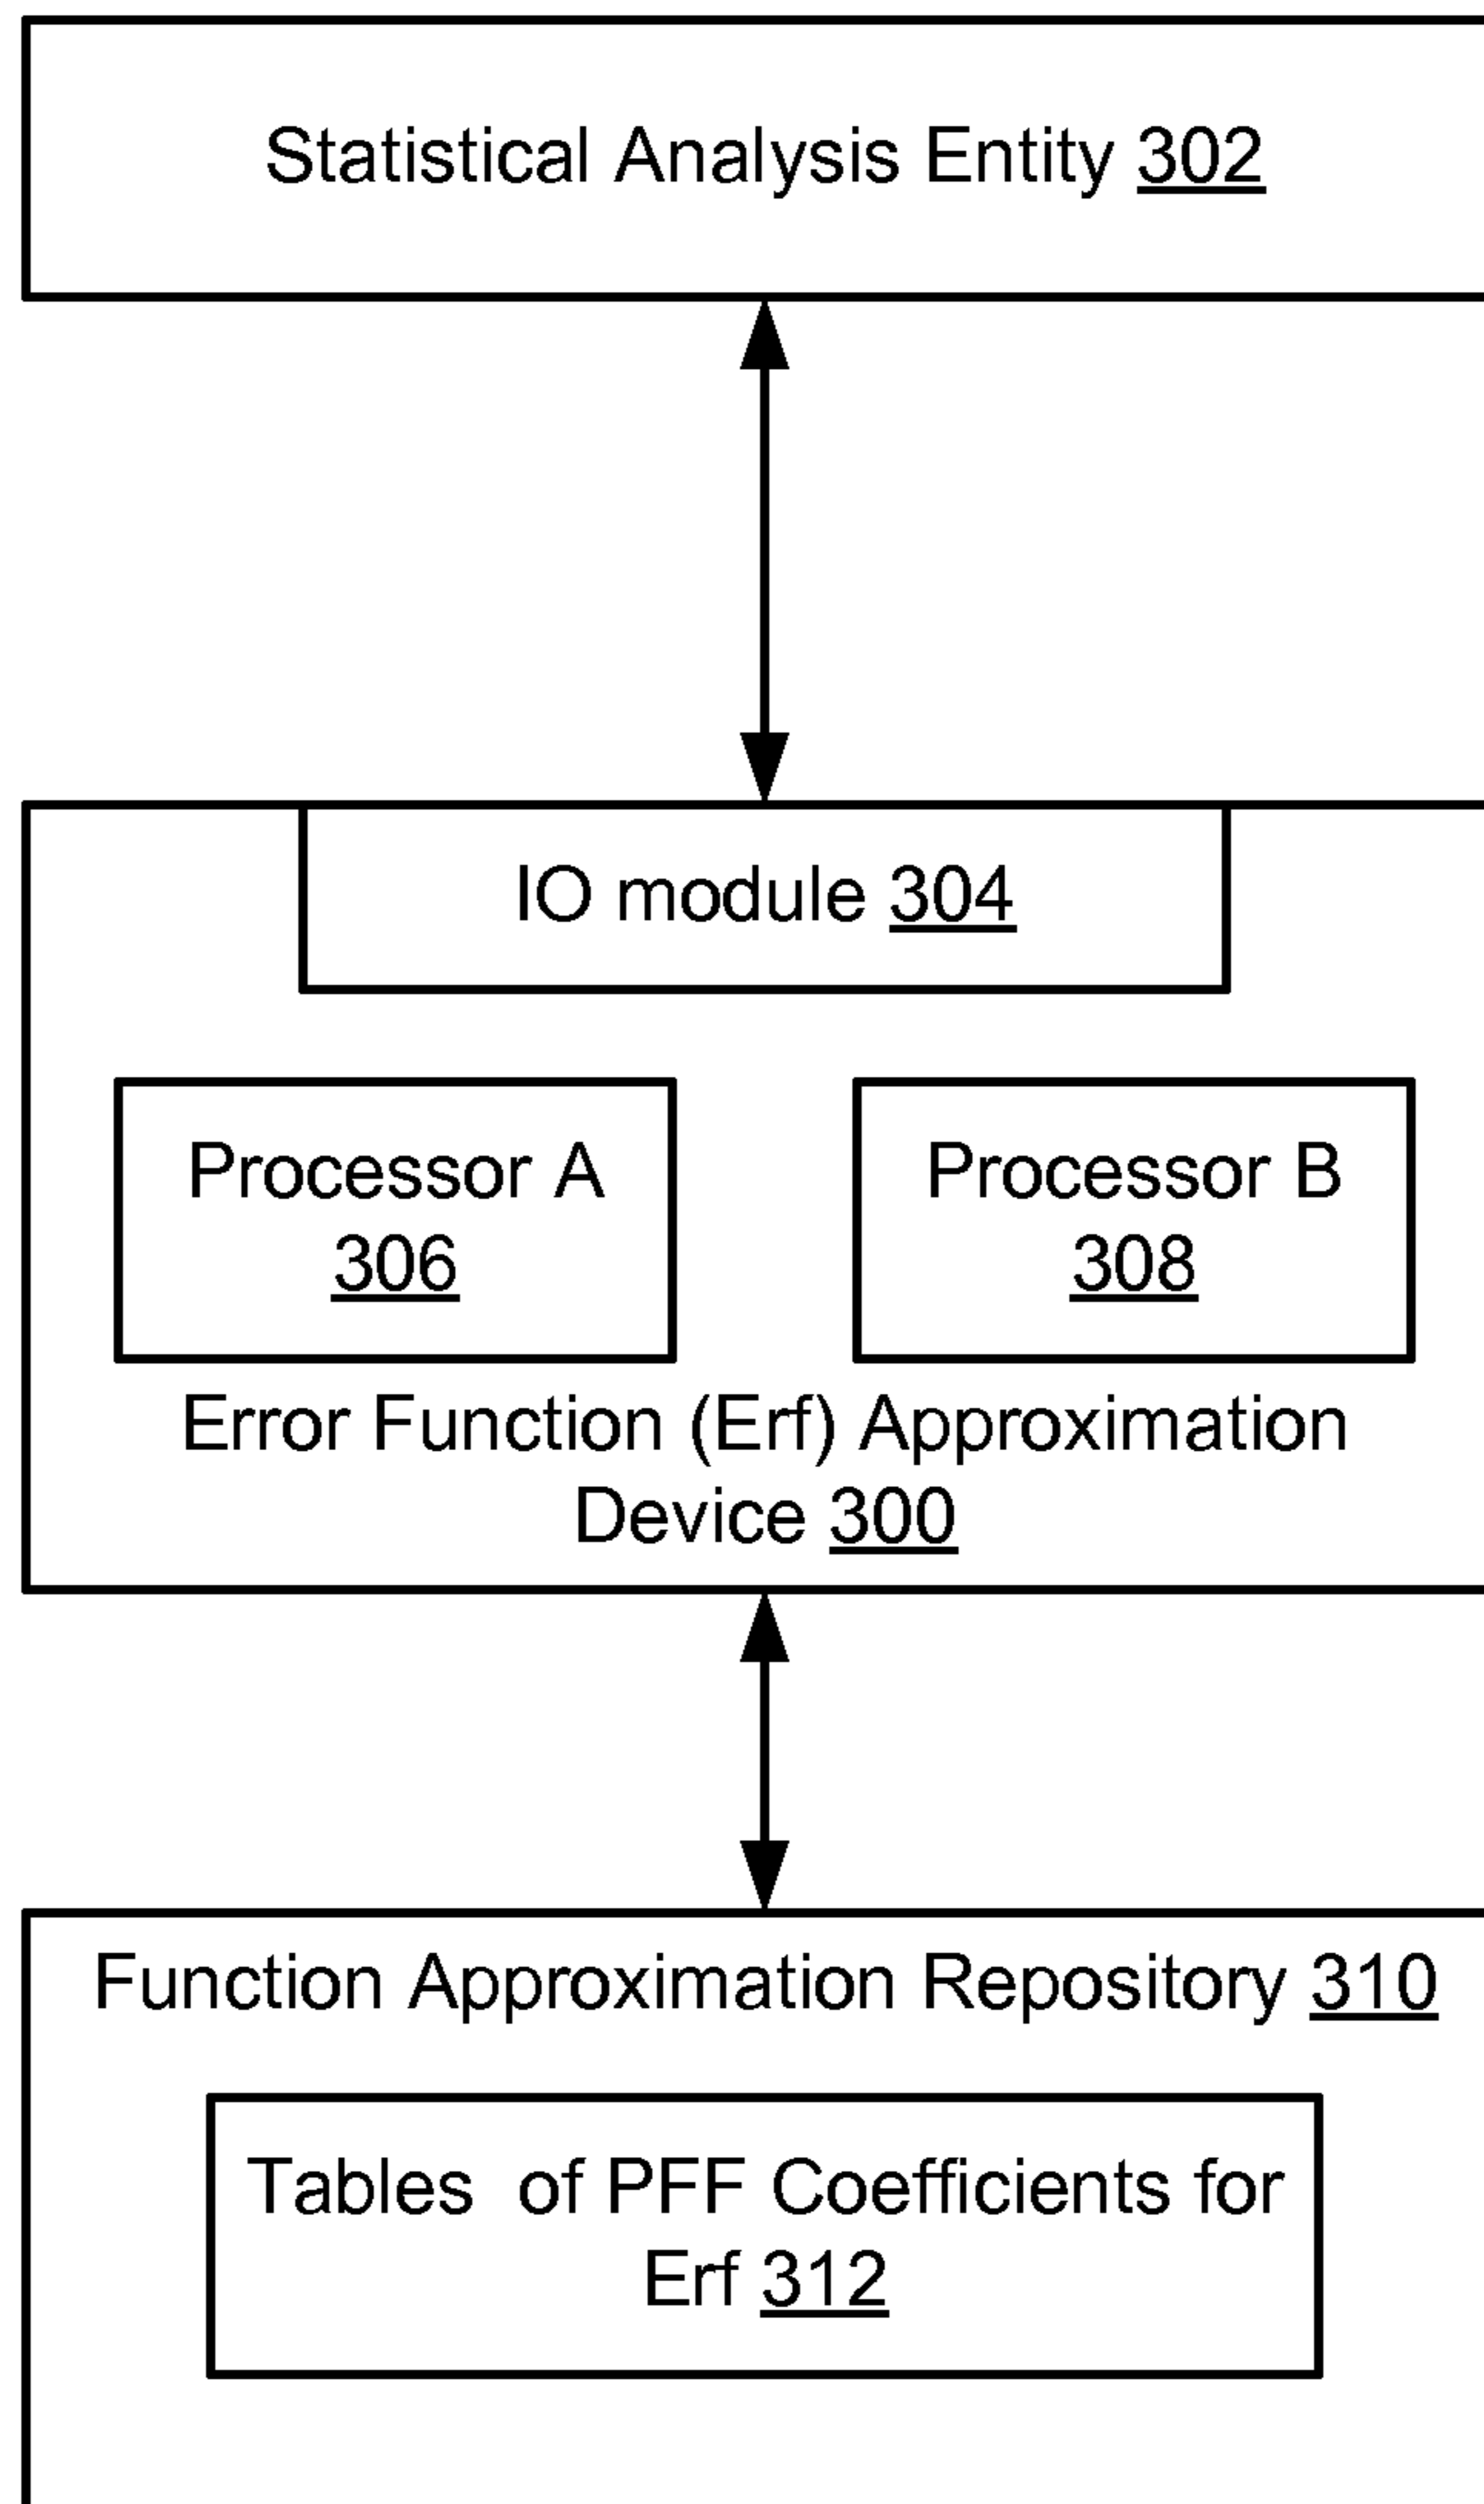 Statistical Analysis Entity 302
IO module 304
Processor A
306
Processor B
308
Error Function (Erf) Approximation
Device 300
Function Approximation Repository 310
Tables of PFF Coefficients for
Erf 312